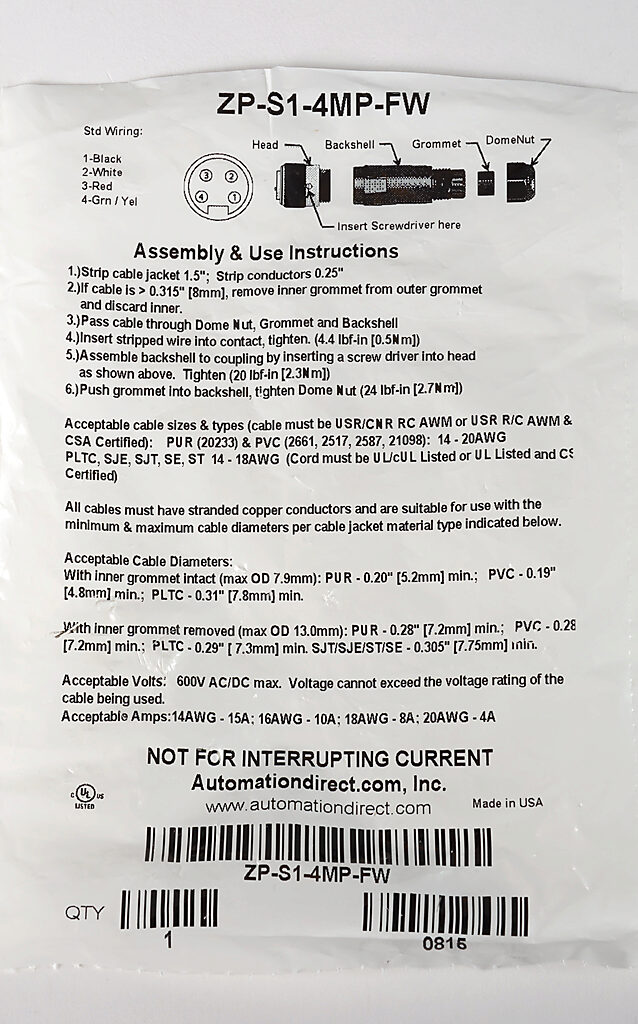 ZP-S1-4MP-FW
Std Wiring:
1-Black
2-White
3-Red
4-Grn / Yel
3 2
4 1
Head
Backshell
Grommet
DomeNut
Insert Screwdriver here
Assembly & Use Instructions
1.)Strip cable jacket 1.5"; Strip conductors 0.25"
2.)If cable is > 0.315" [8mm], remove inner grommet from outer grommet
and discard inner.
3.)Pass cable through Dome Nut, Grommet and Backshell
4.)Insert stripped wire into contact, tighten. (4.4 lbf-in [0.5Nm])
5.)Assemble backshell to coupling by inserting a screw driver into head
as shown above. Tighten (20 lbf-in [2.3Nm])
6.)Push grommet into backshell, tighten Dome Nut (24 lbf-in [2.7Nm])
Acceptable cable sizes & types (cable must be USR/CNR RC AWM or USR R/C AWM &
CSA Certified): PUR (20233) & PVC (2661, 2517, 2587, 21098): 14 - 20AWG
PLTC, SJE, SJT, SE, ST 14 - 18AWG (Cord must be UL/cUL Listed or UL Listed and CS
Certified)
All cables must have stranded copper conductors and are suitable for use with the
minimum & maximum cable diameters per cable jacket material type indicated below.
Acceptable Cable Diameters:
With inner grommet intact (max OD 7.9mm): PUR - 0.20" [5.2mm] min.; PVC - 0.19"
[4.8mm] min.; PLTC - 0.31" [7.8mm] min.
With inner grommet removed (max OD 13.0mm): PUR - 0.28" [7.2mm] min.; PVC - 0.28
[7.2mm] min.; PLTC - 0.29" [ 7.3mm] min. SJT/SJE/ST/SE - 0.305" [7.75mm] min.
Acceptable Volts: 600V AC/DC max. Voltage cannot exceed the voltage rating of the
cable being used.
Acceptable Amps:14AWG - 15A; 16AWG - 10A; 18AWG - 8A; 20AWG - 4A
NOT FOR INTERRUPTING CURRENT
Automationdirect.com, Inc.
www.automationdirect.com
Made in USA
c UL us
LISTED
ZP-S1-4MP-FW
QTY
1
0816